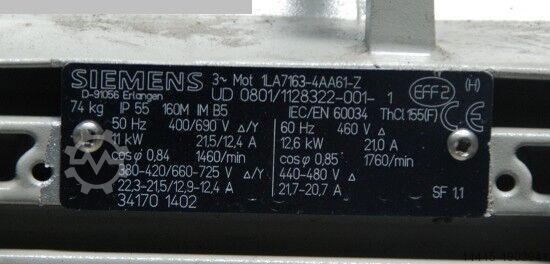 SIEMENS 3~ Mot 1LA7163-4AA61-Z
D-91056 Erlangen UD 0801/1128322-001- 1 EFF2 (H)
74 kg IP 55 160M IM B5 IEC/EN 60034 ThCl 155(F)
50 Hz 400/690 V Δ/Y 60 Hz 460 V Δ
11 kW 21,5/12,4 A 12,6 kW 21,0 A
cosφ 0,84 1460/min cosφ 0,85 1760/min
380-420/660-725 V Δ/Y 440-480 V Δ
22,3-21,5/12,9-12,4 A 21,7-20,7 A SF 1,1
34170 1402